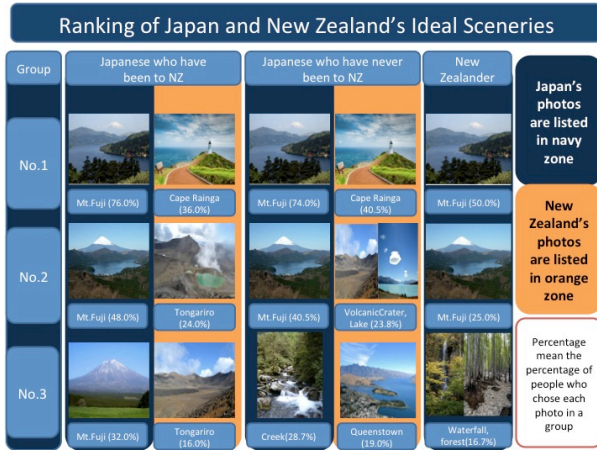 Ranking of Japan and New Zealand's Ideal Sceneries
Group
Japanese who have
been to NZ
Japanese who have never
been to NZ
New
Zealander
Japan's
photos
are listed
in navy
zone
No.1
Mt.Fuji (76.0%)
Cape Rainga
(36.0%)
Mt.Fuji (74.0%)
Cape Rainga
(40.5%)
Mt.Fuji (50.0%)
New
Zealand's
photos
are listed
in orange
zone
No.2
Mt.Fuji (48.0%)
Tongariro
(24.0%)
Mt.Fuji (40.5%)
VolcanicCrater,
Lake (23.8%)
Mt.Fuji (25.0%)
Percentage
mean the
percentage of
people who
chose each
photo in a
group
No.3
Mt.Fuji (32.0%)
Tongariro
(16.0%)
Creek(28.7%)
Queenstown
(19.0%)
Waterfall,
forest(16.7%)